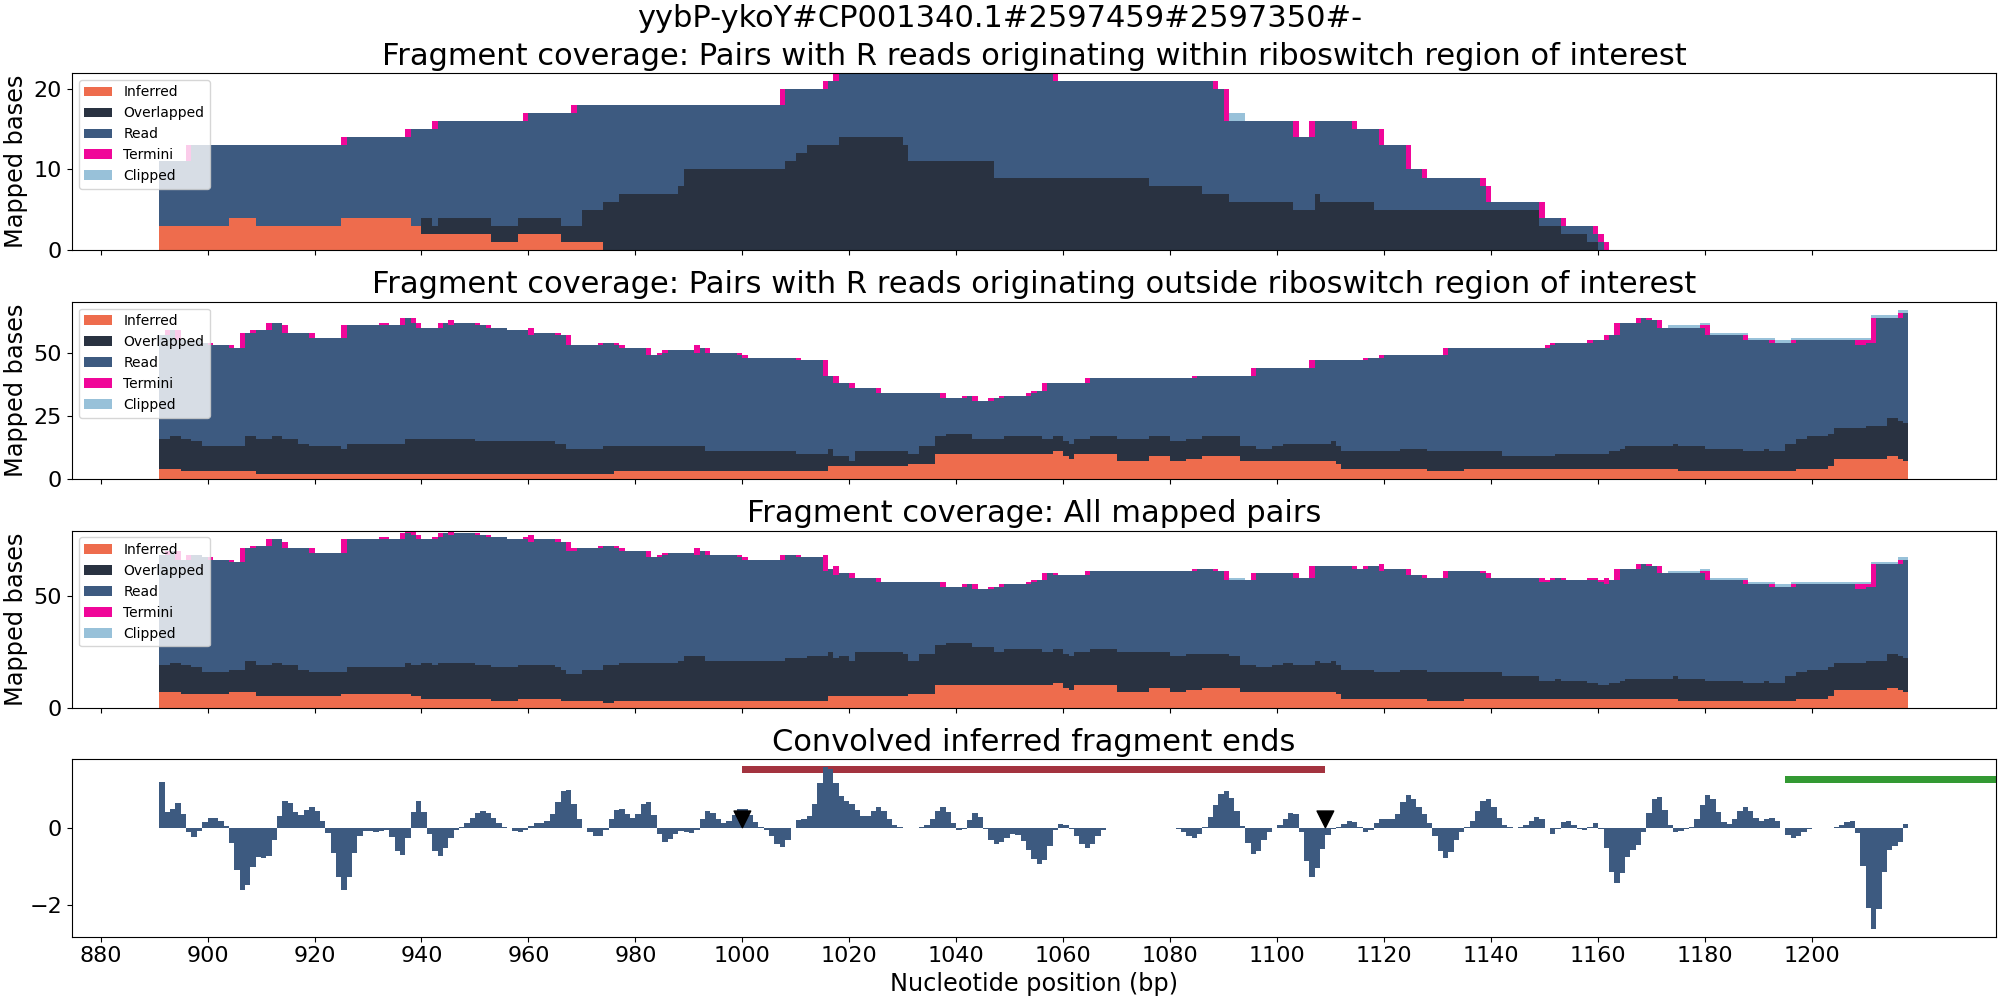 yybP-ykoY#CP001340.1#2597459#2597350#-
Fragment coverage: Pairs with R reads originating within riboswitch region of interest
Mapped bases
20
10
0
Inferred
Overlapped
Read
Termini
Clipped
Fragment coverage: Pairs with R reads originating outside riboswitch region of interest
Mapped bases
50
25
0
Inferred
Overlapped
Read
Termini
Clipped
Fragment coverage: All mapped pairs
Mapped bases
50
0
Inferred
Overlapped
Read
Termini
Clipped
Convolved inferred fragment ends
0
−2
880 900 920 940 960 980 1000 1020 1040 1060 1080 1100 1120 1140 1160 1180 1200
Nucleotide position (bp)